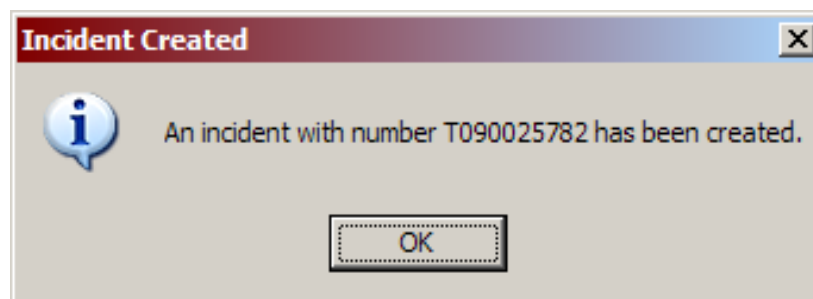 Incident Created
An incident with number T090025782 has been created.
OK